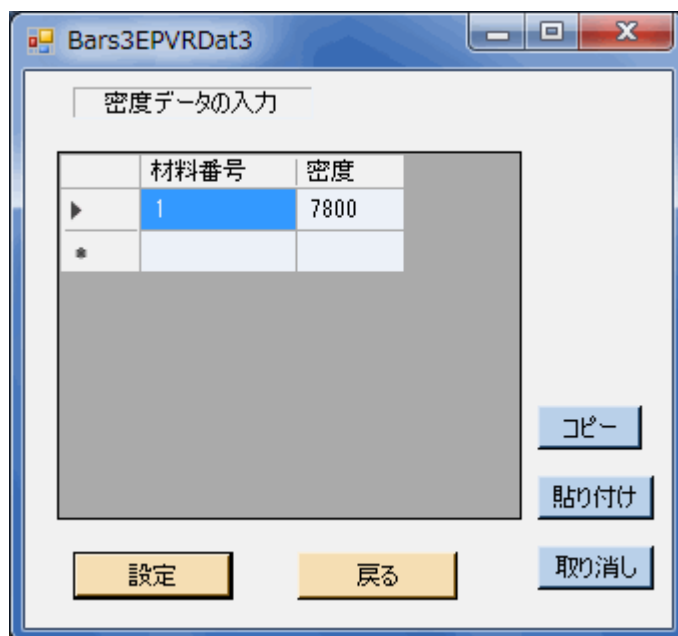 Bars3EPVRDat3
密度データの入力
材料番号 密度
1 7800
コピー
貼り付け
設定 戻る 取り消し